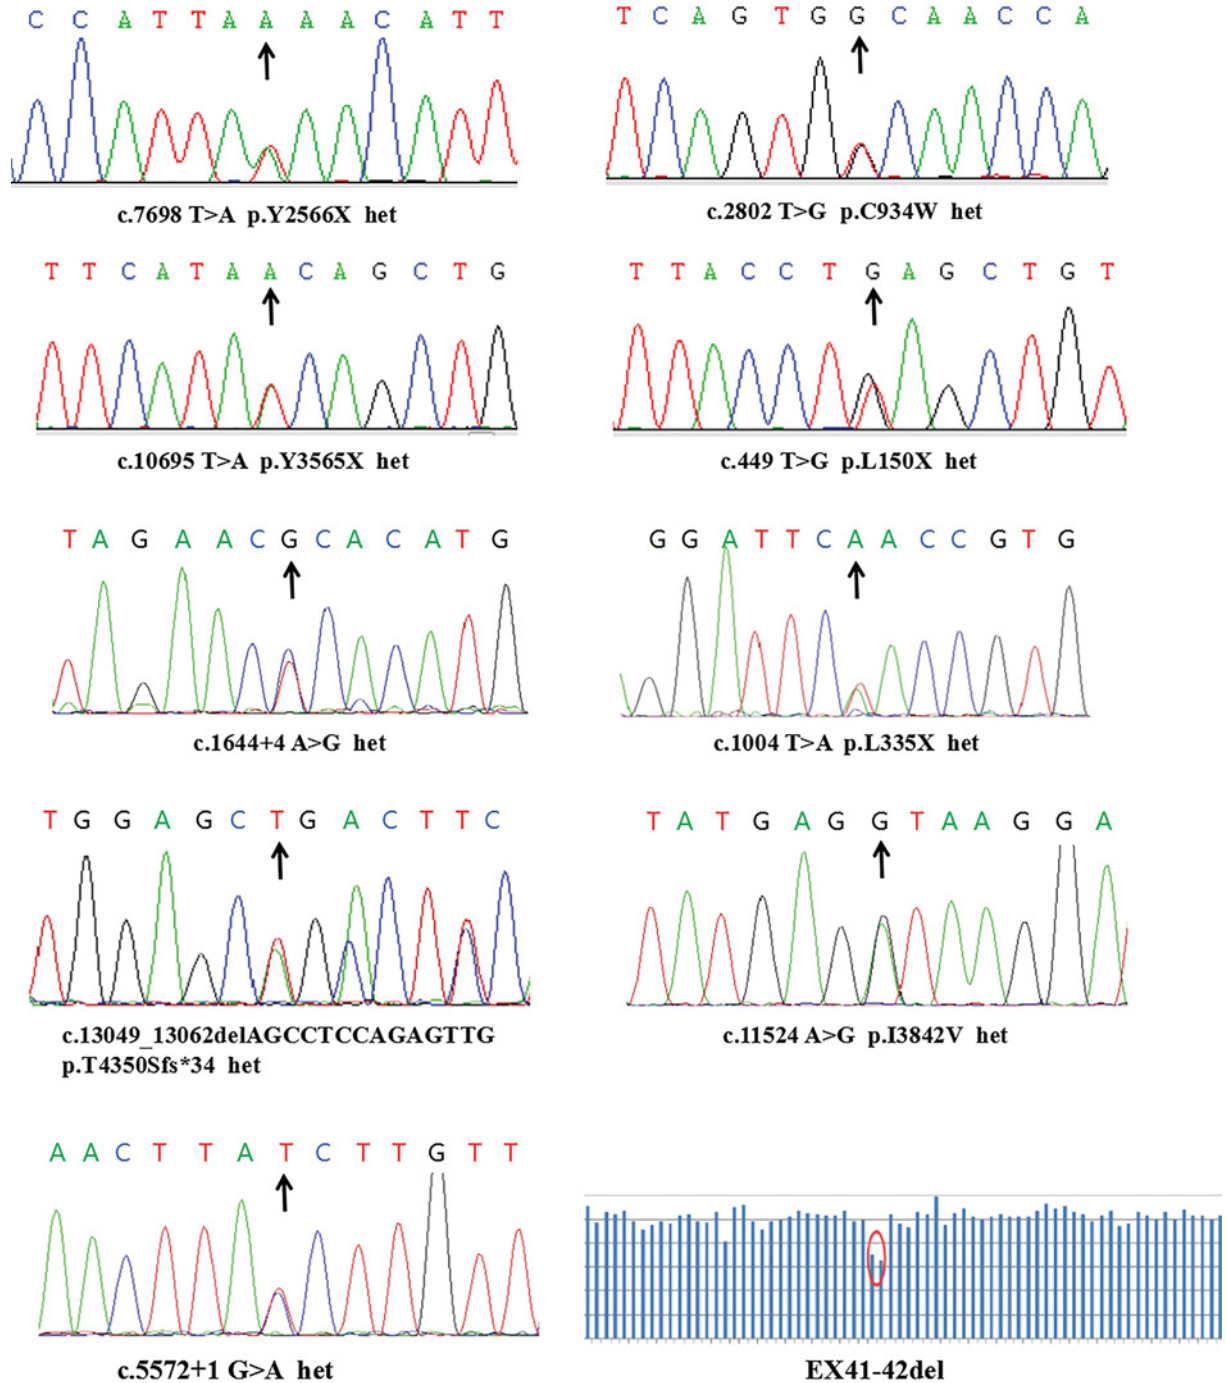 C C A T T A A A A C A T T
T C A G T G G C A A C C A
c.7698 T>A p.Y2566X het
c.2802 T>G p.C934W het
T T C A T A A C A G C T G
T T A C C T G A G C T G T
c.10695 T>A p.Y3565X het
c.449 T>G p.L150X het
T A G A A C G C A C A T G
G G A T T C A A C C G T G
c.1644+4 A>G het
c.1004 T>A p.L335X het
T G G A G C T G A C T T C
T A T G A G G T A A G G A
c.13049_13062delAGCCTCCAGAGTTG
p.T4350Sfs*34 het
c.11524 A>G p.I3842V het
A A C T T A T C T T G T T
c.5572+1 G>A het
EX41-42del